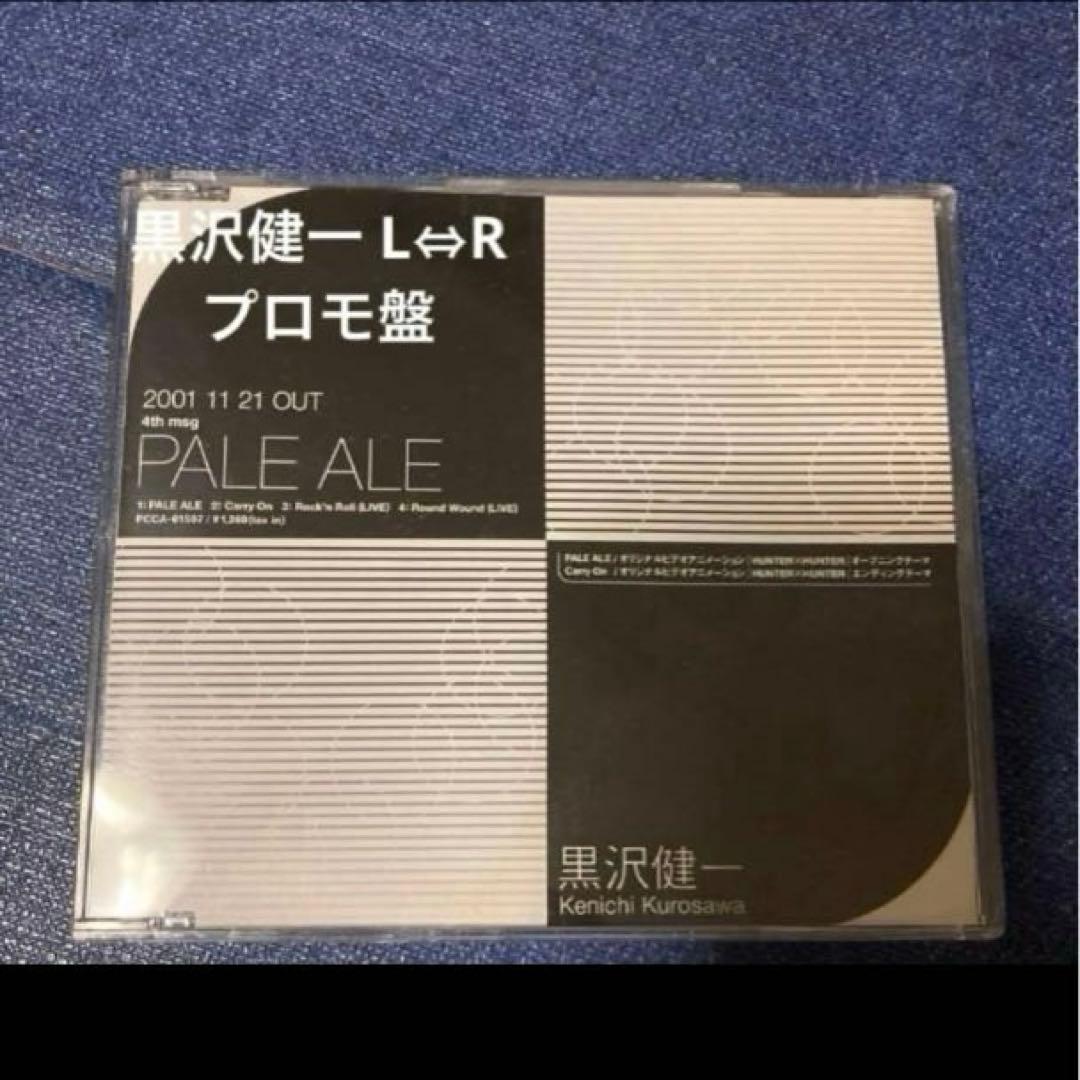 黒沢健一 L⇔R
プロモ盤
2001 11 21 OUT
4th msg
PALE ALE
1: PALE ALE 2: Carry On 3: Rock'n Roll (LIVE) 4: Round Wound (LIVE)
(tax in)
PALE ALE / オリジナルビデオアニメーション「HUNTER×HUNTER」オープニングテーマ
Carry On / オリジナルビデオアニメーション「HUNTER×HUNTER」エンディングテーマ
黒沢健一
Kenichi Kurosawa